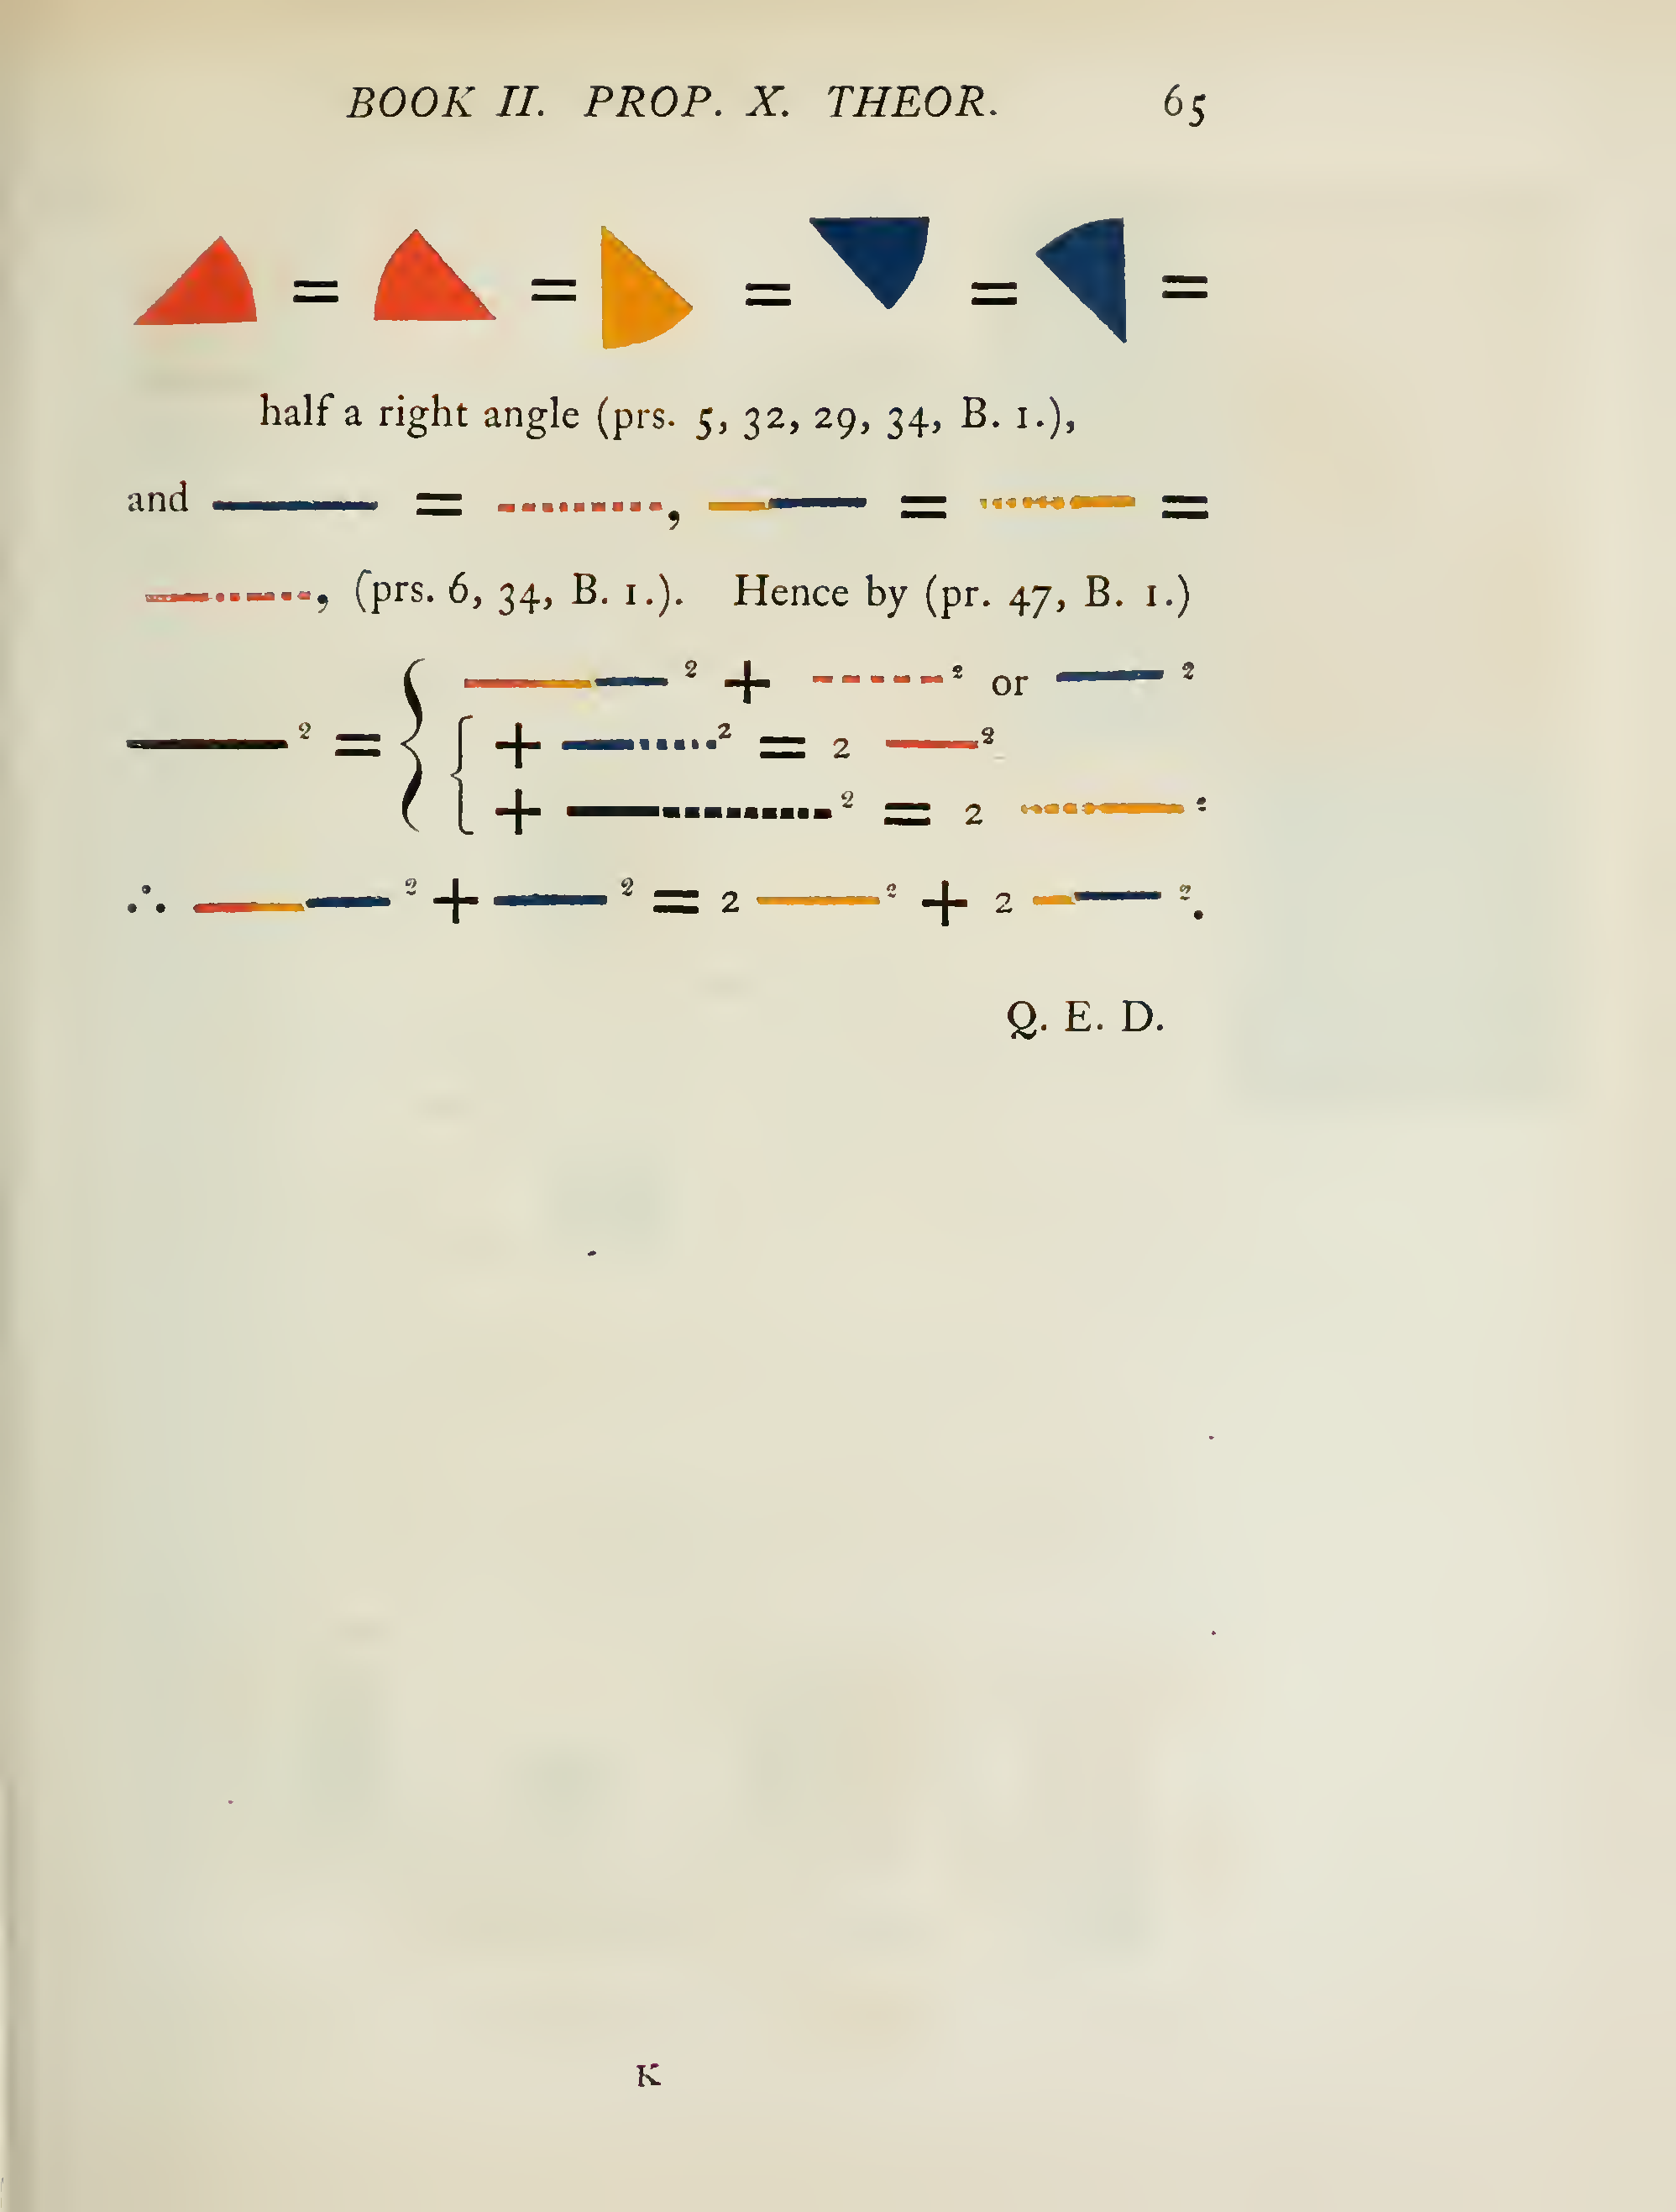 BOOK II. PROP. X. THEOR. 65
= = = = =
half a right angle (prs. 5, 32, 29, 34, B. 1.),
and = , = =
, (prs. 6, 34, B. 1.). Hence by (pr. 47, B. 1.)
² + ² or ²
² = { { + ² = 2 ²
+ ² = 2 ²
∴ ² + ² = 2 ² + 2 ².
Q. E. D.
K